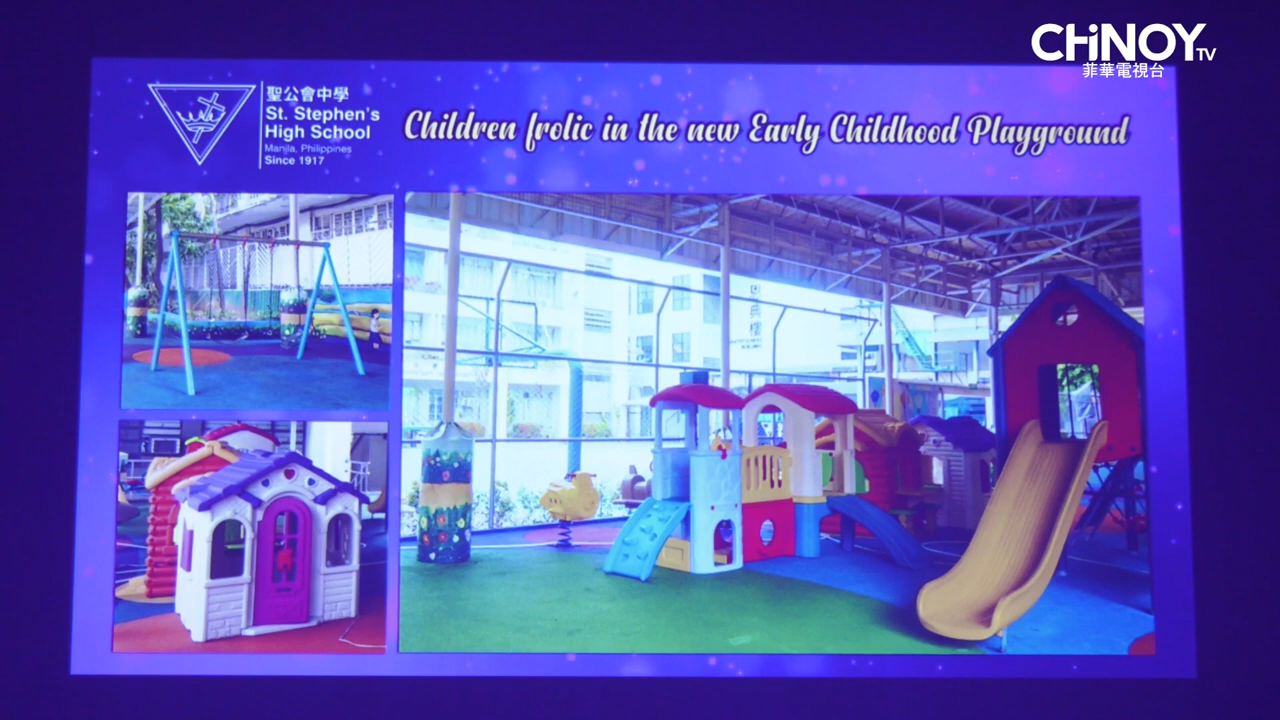 CHiNOY TV
菲華電視台
聖公會中學
St. Stephen's
High School
Manila, Philippines
Since 1917
Children frolic in the new Early Childhood Playground